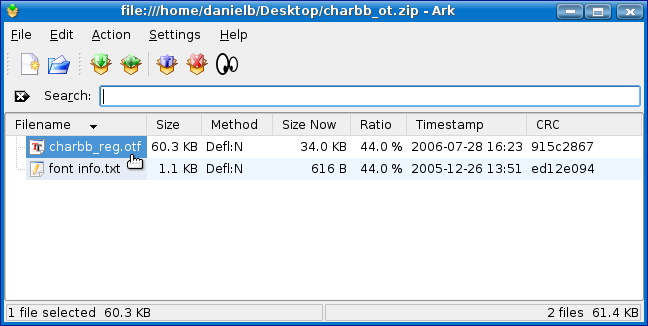 file:///home/danielb/Desktop/charbb_ot.zip - Ark
File Edit Action Settings Help
Search:
Filename Size Method Size Now Ratio Timestamp CRC
charbb_reg.otf 60.3 KB Defl:N 34.0 KB 44.0 % 2006-07-28 16:23 915c2867
font info.txt 1.1 KB Defl:N 616 B 44.0 % 2005-12-26 13:51 ed12e094
1 file selected 60.3 KB 2 files 61.4 KB